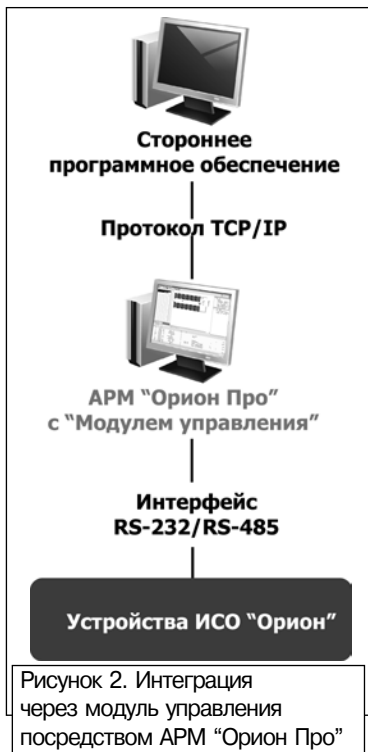 Стороннее
программное обеспечение
Протокол TCP/IP
АРМ “Орион Про”
с “Модулем управления”
Интерфейс
RS-232/RS-485
Устройства ИСО “Орион”
Рисунок 2. Интеграция
через модуль управления
посредством АРМ “Орион Про”